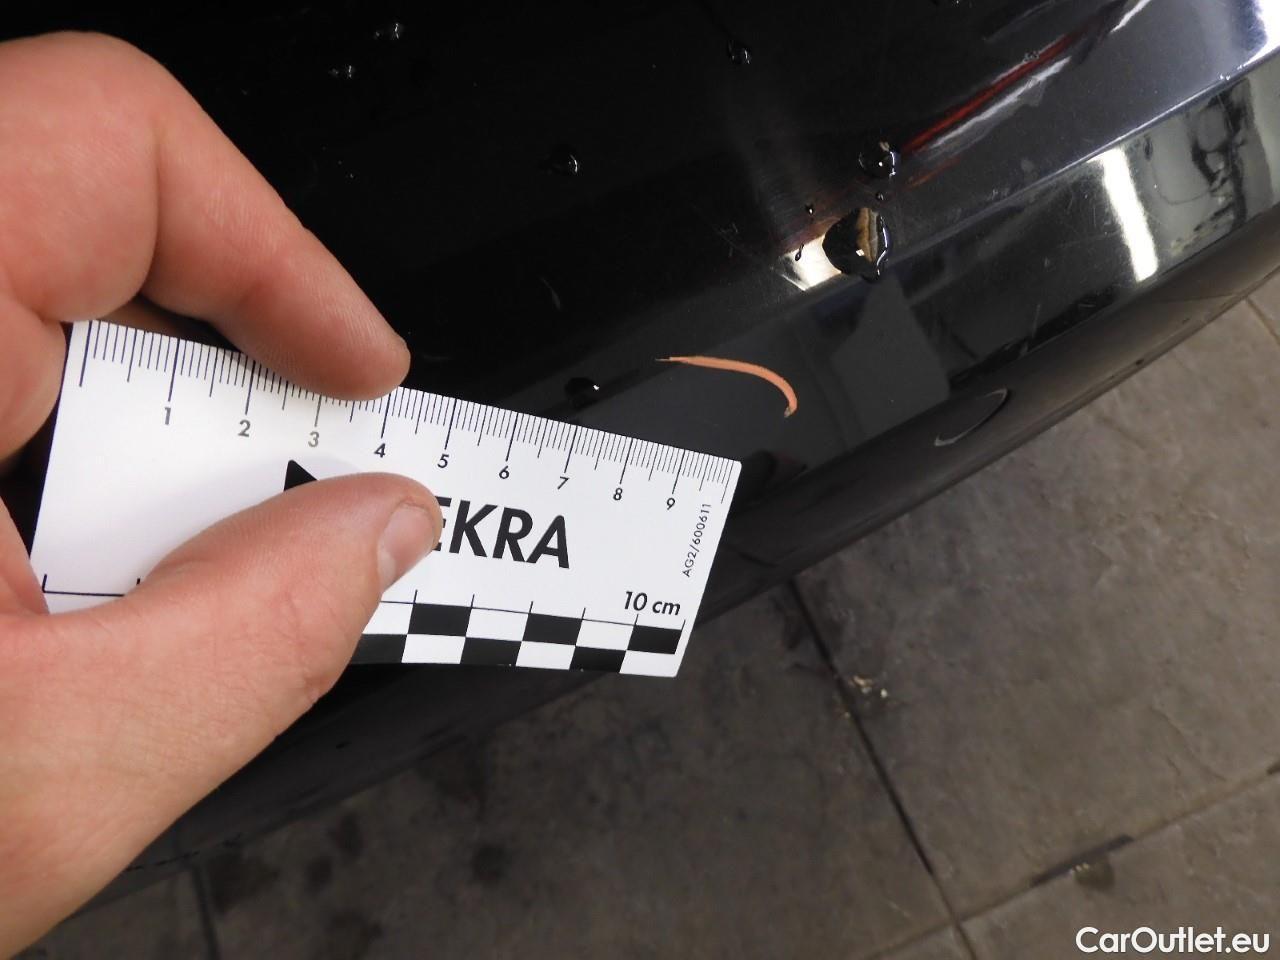 1 2 3 4 5 6 7 8 9
EKRA
AG2/600611
10 cm
CarOutlet.eu